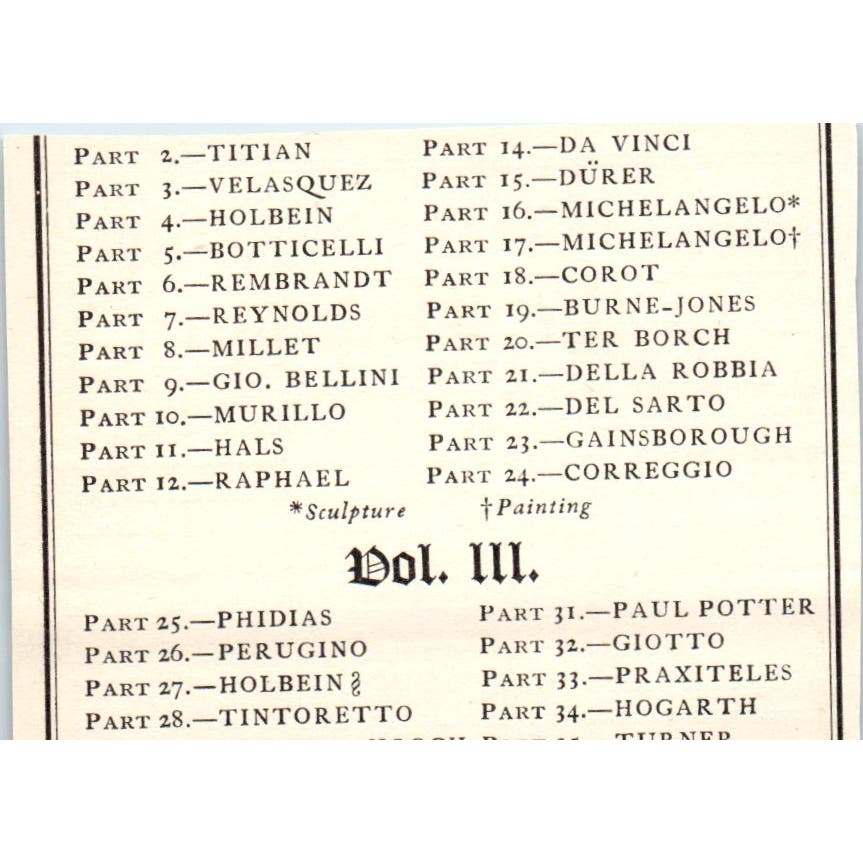 PART 2.—TITIAN
PART 3.—VELASQUEZ
PART 4.—HOLBEIN
PART 5.—BOTTICELLI
PART 6.—REMBRANDT
PART 7.—REYNOLDS
PART 8.—MILLET
PART 9.—GIO. BELLINI
PART 10.—MURILLO
PART 11.—HALS
PART 12.—RAPHAEL
PART 14.—DA VINCI
PART 15.—DÜRER
PART 16.—MICHELANGELO*
PART 17.—MICHELANGELO†
PART 18.—COROT
PART 19.—BURNE-JONES
PART 20.—TER BORCH
PART 21.—DELLA ROBBIA
PART 22.—DEL SARTO
PART 23.—GAINSBOROUGH
PART 24.—CORREGGIO
*Sculpture †Painting
Vol. III.
PART 25.—PHIDIAS
PART 26.—PERUGINO
PART 27.—HOLBEIN §
PART 28.—TINTORETTO
HOOCH
PART 31.—PAUL POTTER
PART 32.—GIOTTO
PART 33.—PRAXITELES
PART 34.—HOGARTH
PART 35.—TURNER